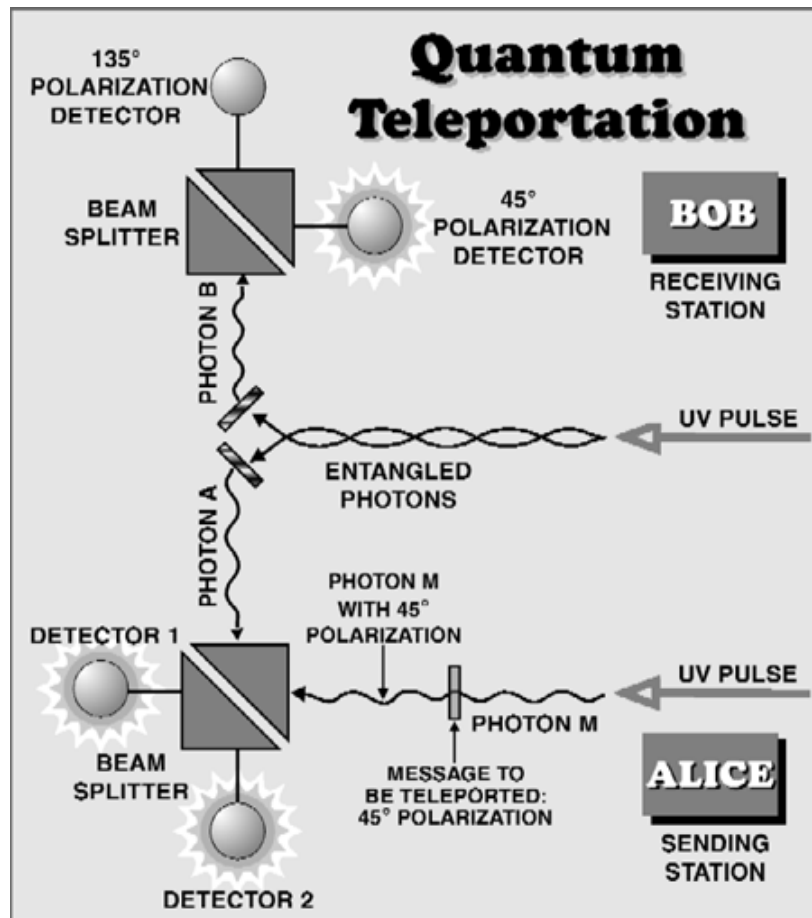 Quantum
Teleportation
135°
POLARIZATION
DETECTOR
BEAM
SPLITTER
45°
POLARIZATION
DETECTOR
BOB
RECEIVING
STATION
PHOTON B
UV PULSE
ENTANGLED
PHOTONS
PHOTON A
PHOTON M
WITH 45°
POLARIZATION
DETECTOR 1
UV PULSE
PHOTON M
BEAM
SPLITTER
MESSAGE TO
BE TELEPORTED:
45° POLARIZATION
ALICE
SENDING
STATION
DETECTOR 2